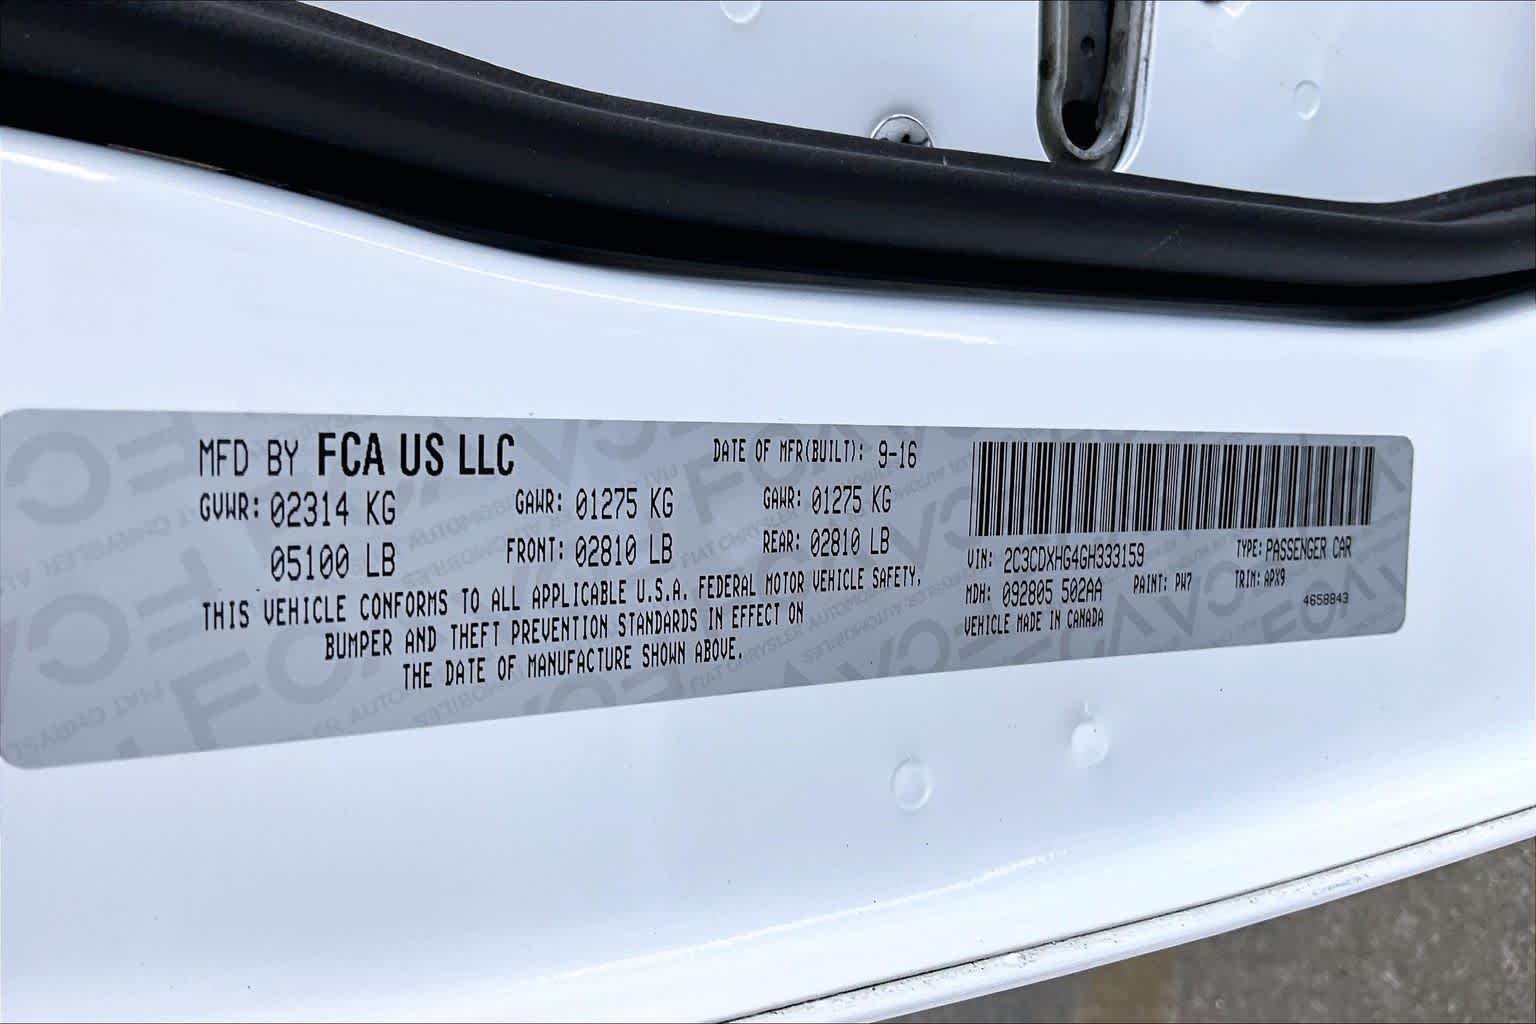 MFD BY FCA US LLC DATE OF MFR(BUILT): 9-16
GVWR: 02314 KG GAWR: 01275 KG GAWR: 01275 KG
05100 LB FRONT: 02810 LB REAR: 02810 LB
THIS VEHICLE CONFORMS TO ALL APPLICABLE U.S.A. FEDERAL MOTOR VEHICLE SAFETY,
BUMPER AND THEFT PREVENTION STANDARDS IN EFFECT ON
THE DATE OF MANUFACTURE SHOWN ABOVE.
VIN: 2C3CDXHG4GH333159 TYPE: PASSENGER CAR
MDH: 092805 502AA PAINT: PW7 TRIM: APX9
VEHICLE MADE IN CANADA 4658843